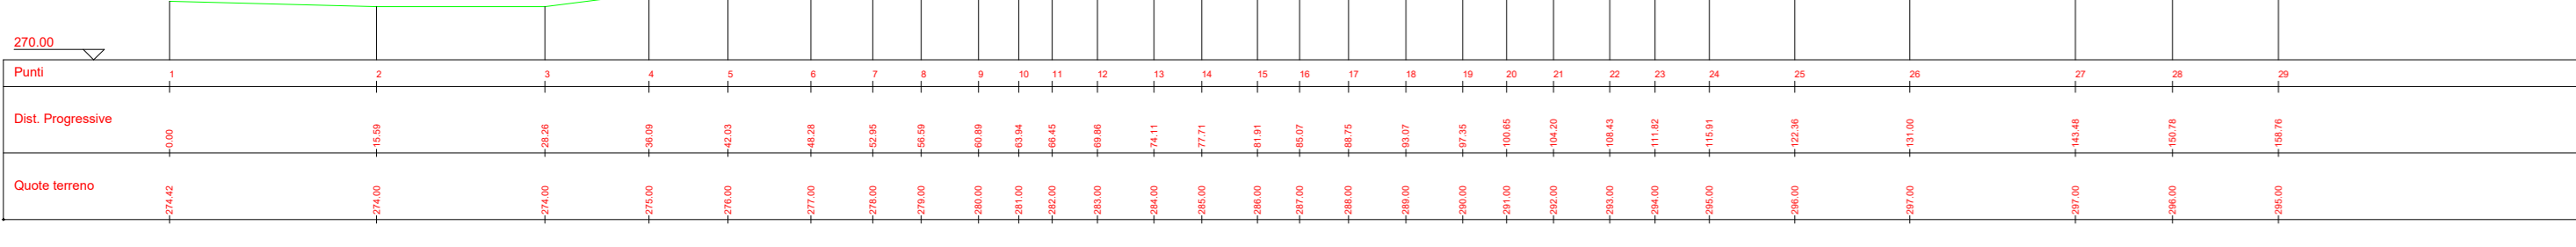 270.00
Punti 1 2 3 4 5 6 7 8 9 10 11 12 13 14 15 16 17 18 19 20 21 22 23 24 25 26 27 28 29
Dist. Progressive 0.00 15.59 28.26 36.09 42.03 48.28 52.95 56.59 60.89 63.94 66.45 69.86 74.11 77.71 81.91 85.07 88.75 93.07 97.35 100.65 104.20 108.43 111.82 115.91 122.36 131.00 143.48 150.78 158.76
Quote terreno 274.42 274.00 274.00 275.00 276.00 277.00 278.00 279.00 280.00 281.00 282.00 283.00 284.00 285.00 286.00 287.00 288.00 289.00 290.00 291.00 292.00 293.00 294.00 295.00 296.00 297.00 297.00 296.00 295.00